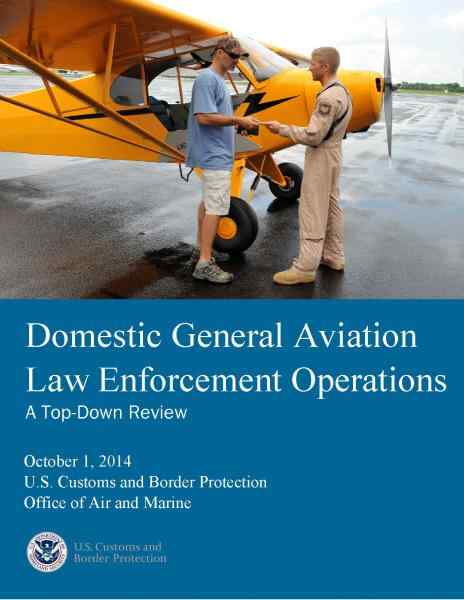 Domestic General Aviation
Law Enforcement Operations
A Top-Down Review
October 1, 2014
U.S. Customs and Border Protection
Office of Air and Marine
U.S. Customs and
Border Protection